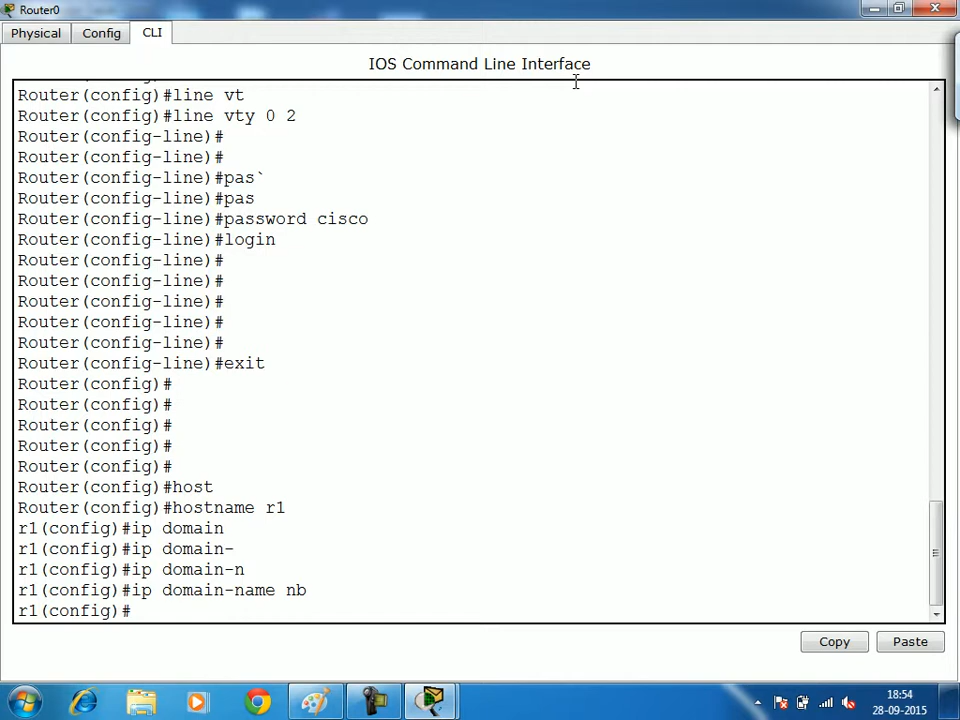 Router0
Physical
Config
CLI
IOS Command Line Interface
Router(config)#line vt
Router(config)#line vty 0 2
Router(config-line)#
Router(config-line)#
Router(config-line)#pas`
Router(config-line)#pas
Router(config-line)#password cisco
Router(config-line)#login
Router(config-line)#
Router(config-line)#
Router(config-line)#
Router(config-line)#
Router(config-line)#
Router(config-line)#exit
Router(config)#
Router(config)#
Router(config)#
Router(config)#
Router(config)#
Router(config)#host
Router(config)#hostname r1
r1(config)#ip domain
r1(config)#ip domain-
r1(config)#ip domain-n
r1(config)#ip domain-name nb
r1(config)#
Copy
Paste
18:54
28-09-2015